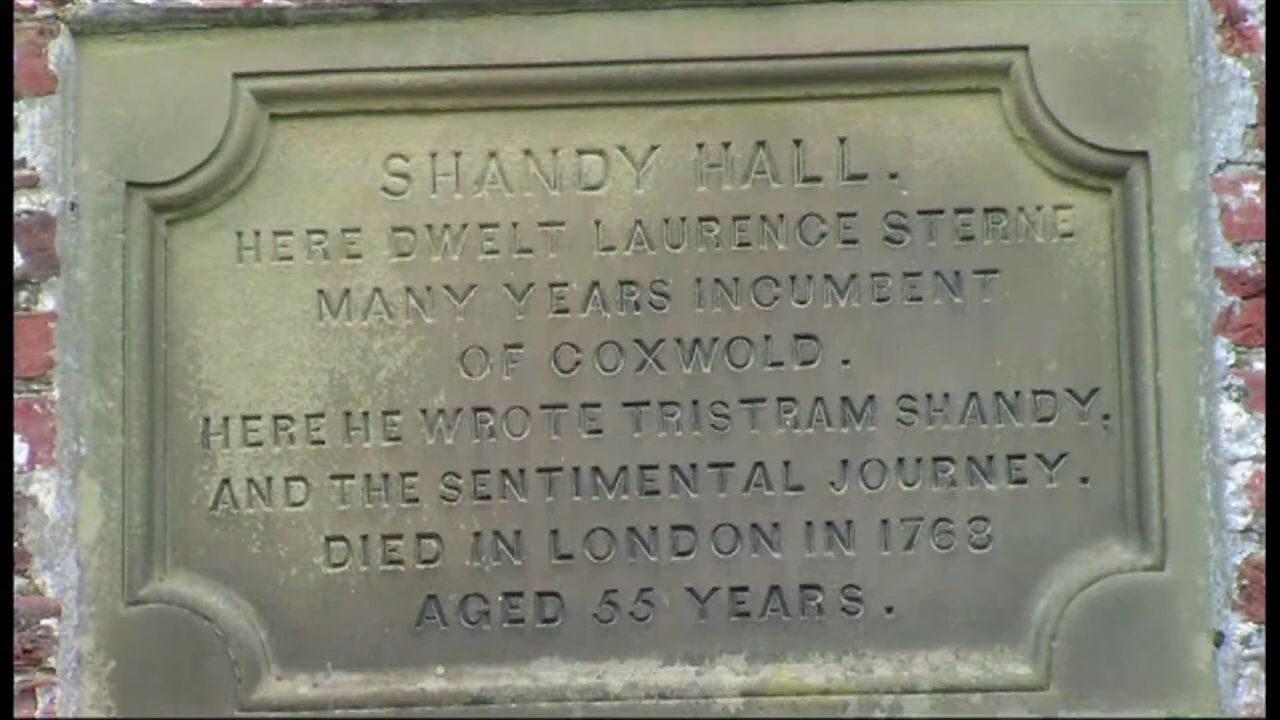 SHANDY HALL.
HERE DWELT LAURENCE STERNE
MANY YEARS INCUMBENT
OF COXWOLD.
HERE HE WROTE TRISTRAM SHANDY,
AND THE SENTIMENTAL JOURNEY.
DIED IN LONDON IN 1768
AGED 55 YEARS.